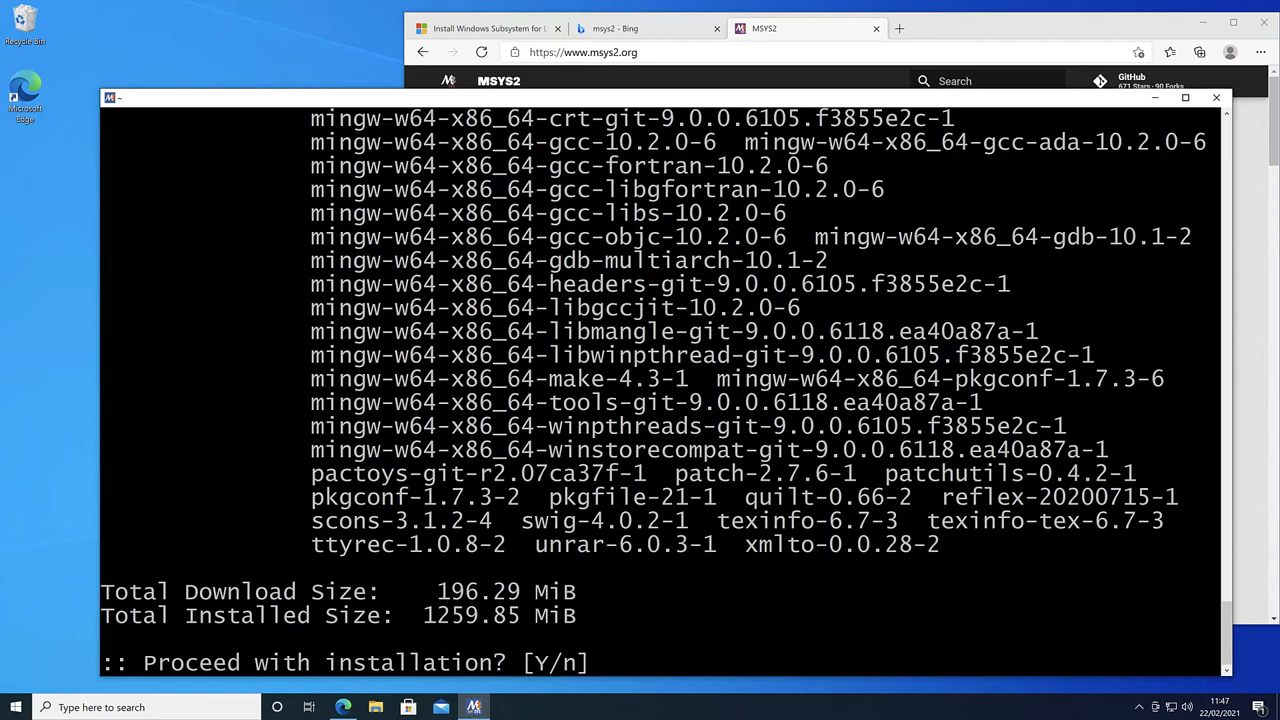 Recycle Bin
Microsoft
Edge
Install Windows Subsystem for L
msys2 - Bing
MSYS2
https://www.msys2.org
MSYS2
Search
GitHub
671 Stars · 90 Forks
~
mingw-w64-x86_64-crt-git-9.0.0.6105.f3855e2c-1
mingw-w64-x86_64-gcc-10.2.0-6  mingw-w64-x86_64-gcc-ada-10.2.0-6
mingw-w64-x86_64-gcc-fortran-10.2.0-6
mingw-w64-x86_64-gcc-libgfortran-10.2.0-6
mingw-w64-x86_64-gcc-libs-10.2.0-6
mingw-w64-x86_64-gcc-objc-10.2.0-6  mingw-w64-x86_64-gdb-10.1-2
mingw-w64-x86_64-gdb-multiarch-10.1-2
mingw-w64-x86_64-headers-git-9.0.0.6105.f3855e2c-1
mingw-w64-x86_64-libgccjit-10.2.0-6
mingw-w64-x86_64-libmangle-git-9.0.0.6118.ea40a87a-1
mingw-w64-x86_64-libwinpthread-git-9.0.0.6105.f3855e2c-1
mingw-w64-x86_64-make-4.3-1  mingw-w64-x86_64-pkgconf-1.7.3-6
mingw-w64-x86_64-tools-git-9.0.0.6118.ea40a87a-1
mingw-w64-x86_64-winpthreads-git-9.0.0.6105.f3855e2c-1
mingw-w64-x86_64-winstorecompat-git-9.0.0.6118.ea40a87a-1
pactoys-git-r2.07ca37f-1  patch-2.7.6-1  patchutils-0.4.2-1
pkgconf-1.7.3-2  pkgfile-21-1  quilt-0.66-2  reflex-20200715-1
scons-3.1.2-4  swig-4.0.2-1  texinfo-6.7-3  texinfo-tex-6.7-3
ttyrec-1.0.8-2  unrar-6.0.3-1  xmlto-0.0.28-2
Total Download Size:    196.29 MiB
Total Installed Size:  1259.85 MiB
:: Proceed with installation? [Y/n]
Type here to search
11:47
22/02/2021